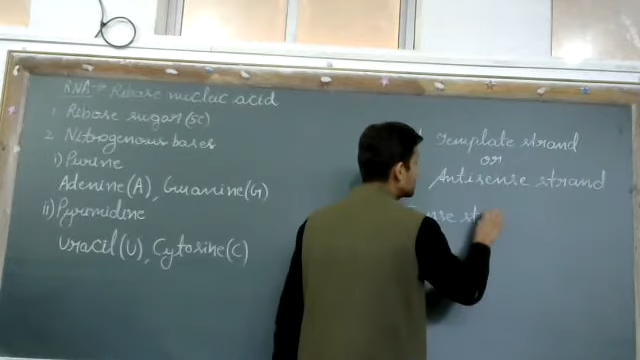 RNA → Ribose nucleic acid
1. Ribose sugar (5C)
2. Nitrogenous bases
i) Purine
Adenine (A), Guanine (G)
ii) Pyremidine
Uracil (U), Cytosine (C)
Template strand
or
Antisense strand